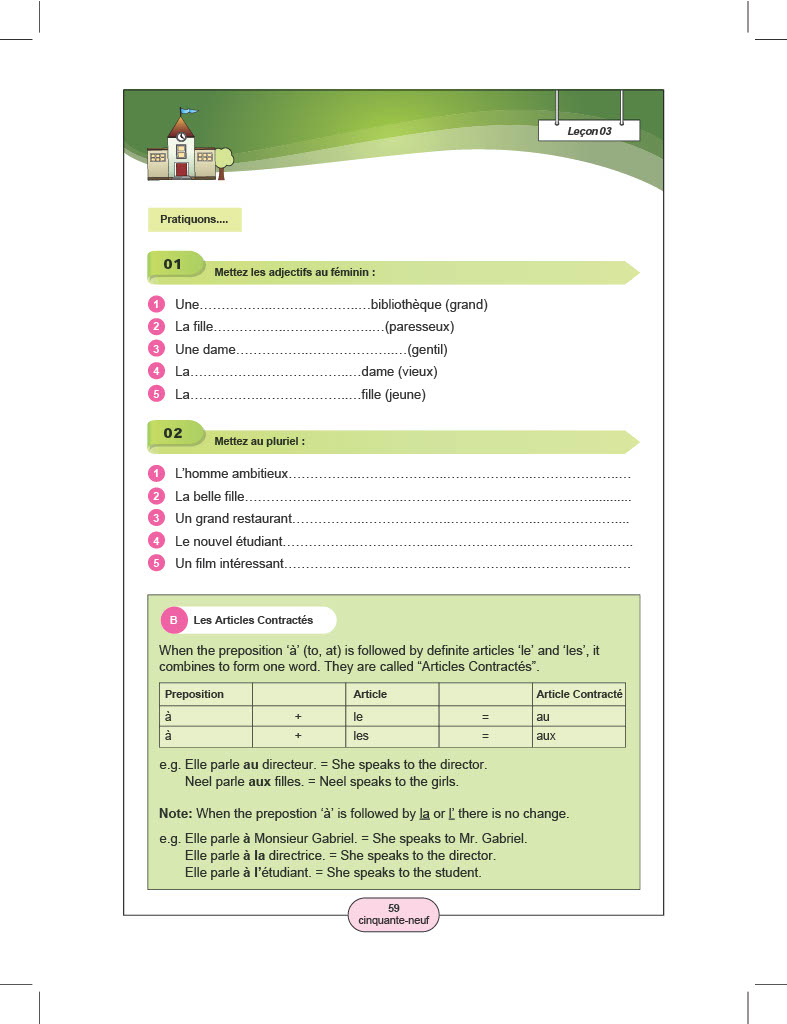 Leçon 03
Pratiquons....
01
Mettez les adjectifs au féminin :
1 Une……………..………………..…bibliothèque (grand)
2 La fille……………..………………..…(paresseux)
3 Une dame……………..………………..…(gentil)
4 La……………..………………..…dame (vieux)
5 La……………..………………..…fille (jeune)
02
Mettez au pluriel :
1 L’homme ambitieux……………..………………..………………..………………..…
2 La belle fille……………..………………..………………..………………..……….....
3 Un grand restaurant……………..………………..………………..………………....
4 Le nouvel étudiant……………..………………..………………..………………..…..
5 Un film intéressant……………..………………..………………..………………..…
B Les Articles Contractés
When the preposition ‘à’ (to, at) is followed by definite articles ‘le’ and ‘les’, it
combines to form one word. They are called “Articles Contractés”.
Preposition Article Article Contracté
à + le = au
à + les = aux
e.g. Elle parle au directeur. = She speaks to the director.
Neel parle aux filles. = Neel speaks to the girls.
Note: When the prepostion ‘à’ is followed by la or l’ there is no change.
e.g. Elle parle à Monsieur Gabriel. = She speaks to Mr. Gabriel.
Elle parle à la directrice. = She speaks to the director.
Elle parle à l’étudiant. = She speaks to the student.
59
cinquante-neuf